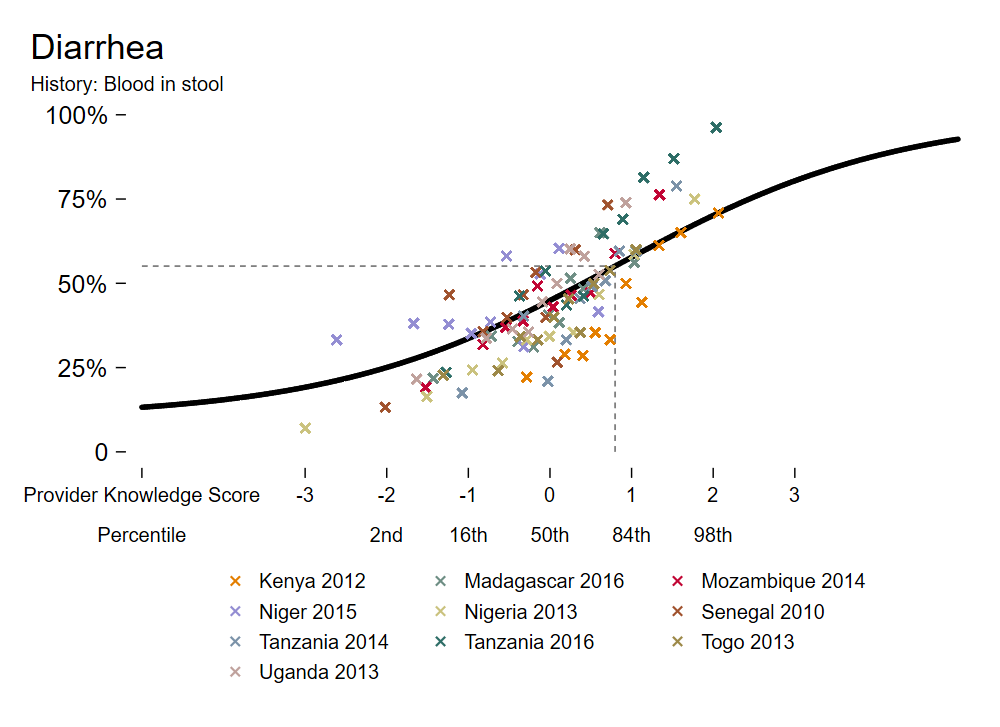 Diarrhea
History: Blood in stool
100%
75%
50%
25%
0
Provider Knowledge Score -3 -2 -1 0 1 2 3
Percentile 2nd 16th 50th 84th 98th
Kenya 2012 Madagascar 2016 Mozambique 2014
Niger 2015 Nigeria 2013 Senegal 2010
Tanzania 2014 Tanzania 2016 Togo 2013
Uganda 2013